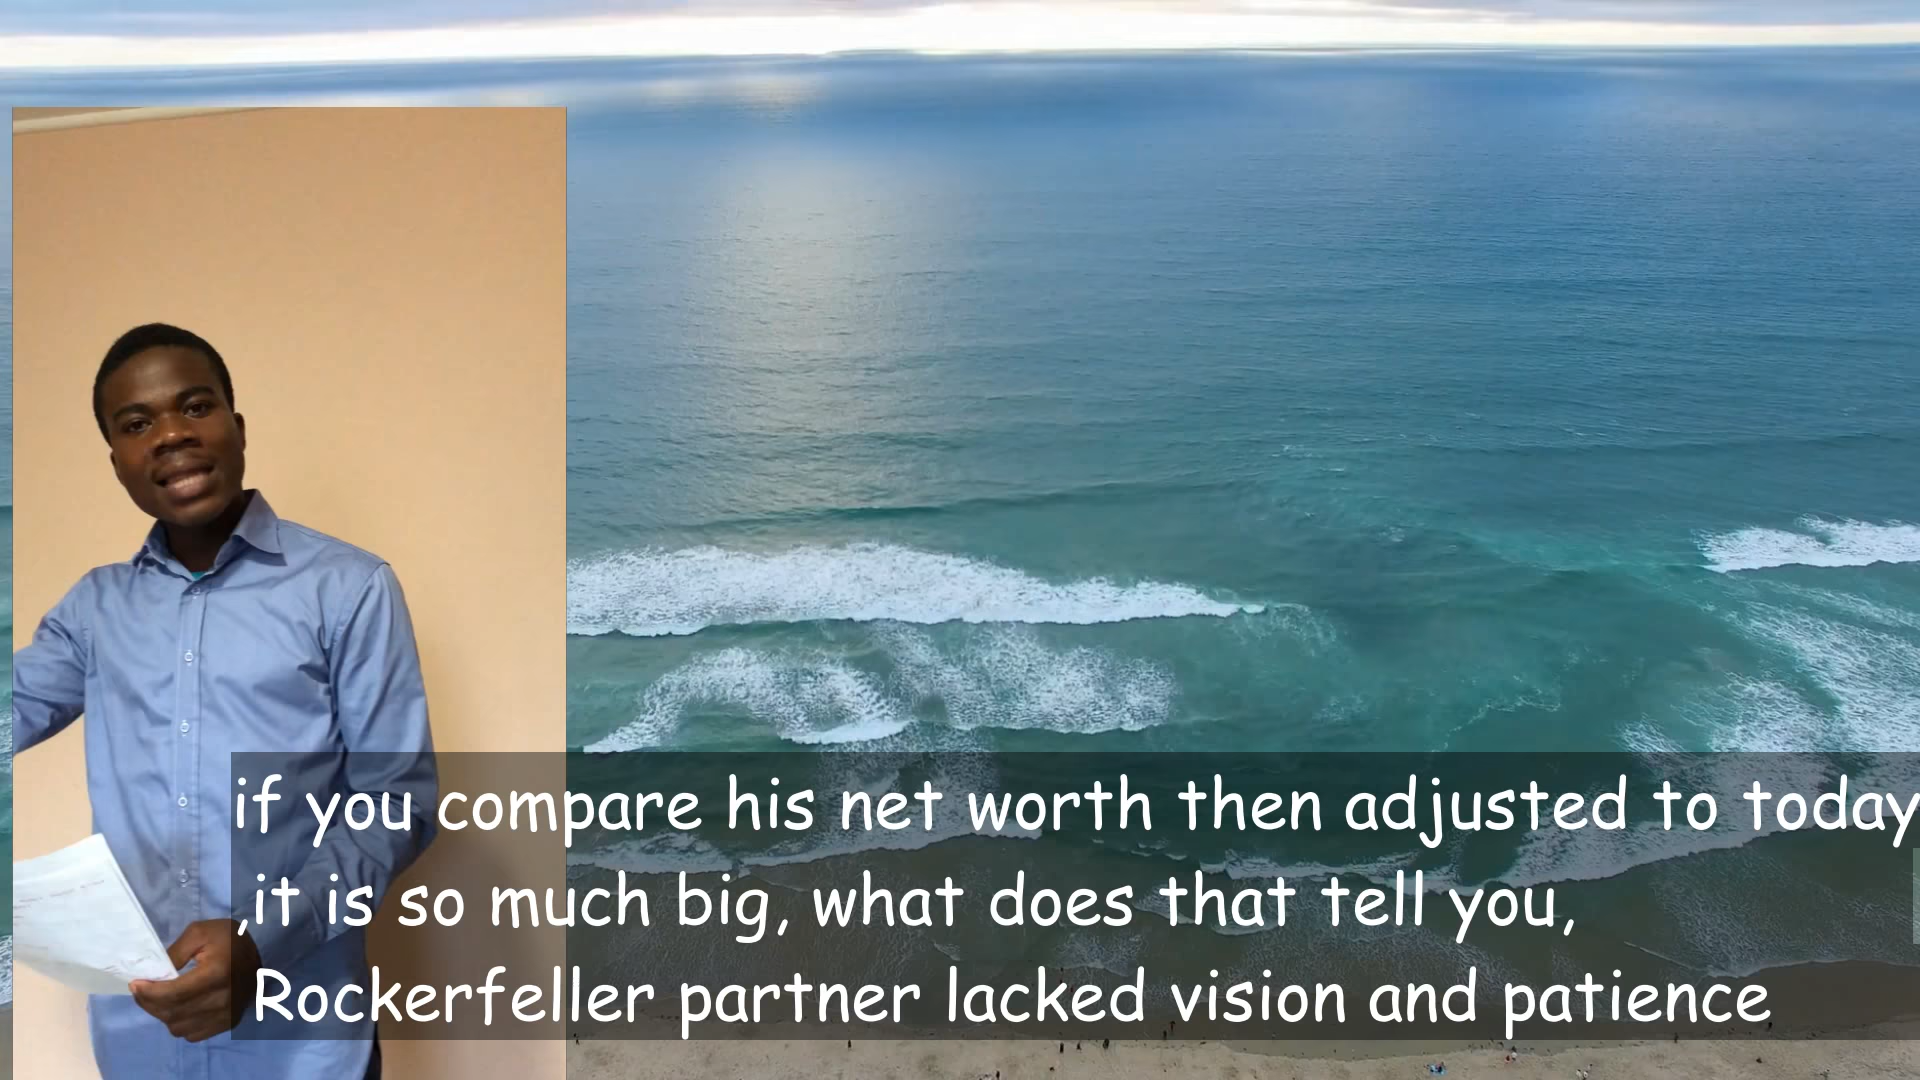 if you compare his net worth then adjusted to today
,it is so much big, what does that tell you,
Rockerfeller partner lacked vision and patience